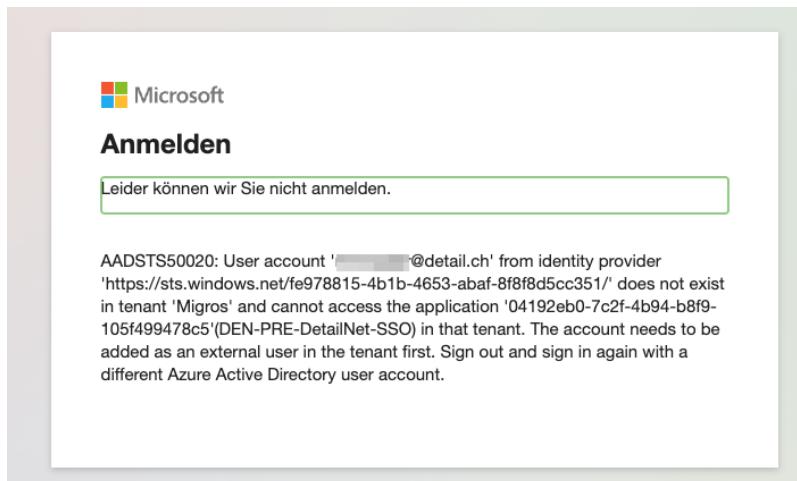 Microsoft
Anmelden
Leider können wir Sie nicht anmelden.
AADSTS50020: User account '@detail.ch' from identity provider
'https://sts.windows.net/fe978815-4b1b-4653-abaf-8f8f8d5cc351/' does not exist
in tenant 'Migros' and cannot access the application '04192eb0-7c2f-4b94-b8f9-
105f499478c5'(DEN-PRE-DetailNet-SSO) in that tenant. The account needs to be
added as an external user in the tenant first. Sign out and sign in again with a
different Azure Active Directory user account.